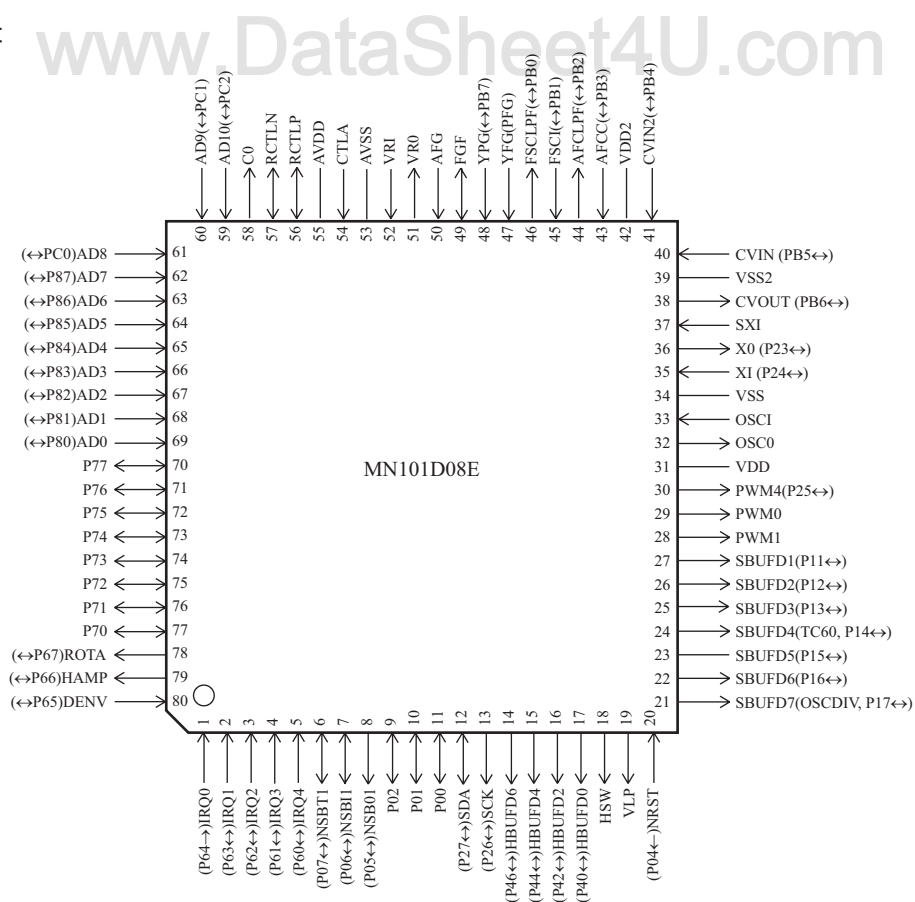 www.DataSheet4U.com
:
AD9(↔PC1)
AD10(↔PC2)
C0
RCTLN
RCTLP
AVDD
CTLA
AVSS
VRI
VR0
AFG
FGF
YPG(↔PB7)
YFG(PFG)
FSCLPF(↔PB0)
FSCI(↔PB1)
AFCLPF(↔PB2)
AFCC(↔PB3)
VDD2
CVIN2(↔PB4)
60 59 58 57 56 55 54 53 52 51 50 49 48 47 46 45 44 43 42 41
(↔PC0)AD8 61
(↔P87)AD7 62
(↔P86)AD6 63
(↔P85)AD5 64
(↔P84)AD4 65
(↔P83)AD3 66
(↔P82)AD2 67
(↔P81)AD1 68
(↔P80)AD0 69
P77 70
P76 71
P75 72
P74 73
P73 74
P72 75
P71 76
P70 77
(↔P67)ROTA 78
(↔P66)HAMP 79
(↔P65)DENV 80
MN101D08E
40 CVIN (PB5↔)
39 VSS2
38 CVOUT (PB6↔)
37 SXI
36 X0 (P23↔)
35 XI (P24↔)
34 VSS
33 OSCI
32 OSC0
31 VDD
30 PWM4(P25↔)
29 PWM0
28 PWM1
27 SBUFD1(P11↔)
26 SBUFD2(P12↔)
25 SBUFD3(P13↔)
24 SBUFD4(TC60, P14↔)
23 SBUFD5(P15↔)
22 SBUFD6(P16↔)
21 SBUFD7(OSCDIV, P17↔)
1 2 3 4 5 6 7 8 9 10 11 12 13 14 15 16 17 18 19 20
(P64→)IRQ0
(P63↔)IRQ1
(P62↔)IRQ2
(P61↔)IRQ3
(P60↔)IRQ4
(P07↔)NSBT1
(P06↔)NSBI1
(P05↔)NSB01
P02
P01
P00
(P27↔)SDA
(P26↔)SCK
(P46↔)HBUFD6
(P44↔)HBUFD4
(P42↔)HBUFD2
(P40↔)HBUFD0
HSW
VLP
(P04←)NRST